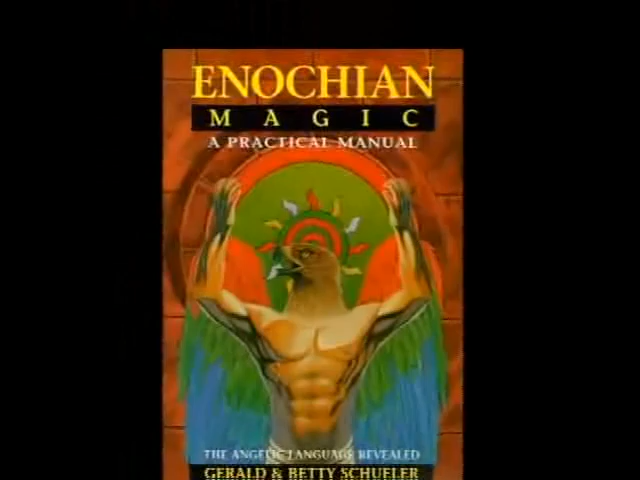 ENOCHIAN
MAGIC
A PRACTICAL MANUAL
THE ANGELIC LANGUAGE REVEALED
GERALD & BETTY SCHUELER